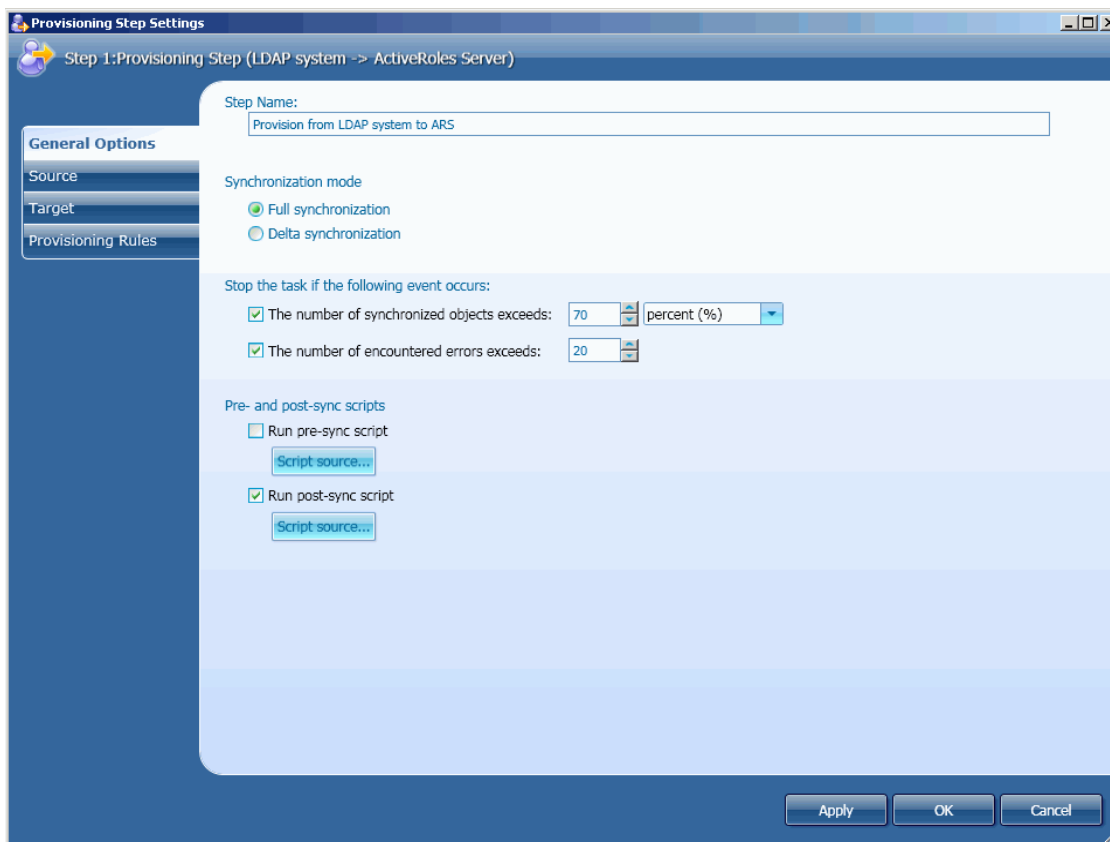 Provisioning Step Settings
Step 1:Provisioning Step (LDAP system -> ActiveRoles Server)
General Options
Source
Target
Provisioning Rules
Step Name:
Provision from LDAP system to ARS
Synchronization mode
Full synchronization
Delta synchronization
Stop the task if the following event occurs:
The number of synchronized objects exceeds: 70 percent (%)
The number of encountered errors exceeds: 20
Pre- and post-sync scripts
Run pre-sync script
Script source...
Run post-sync script
Script source...
Apply OK Cancel